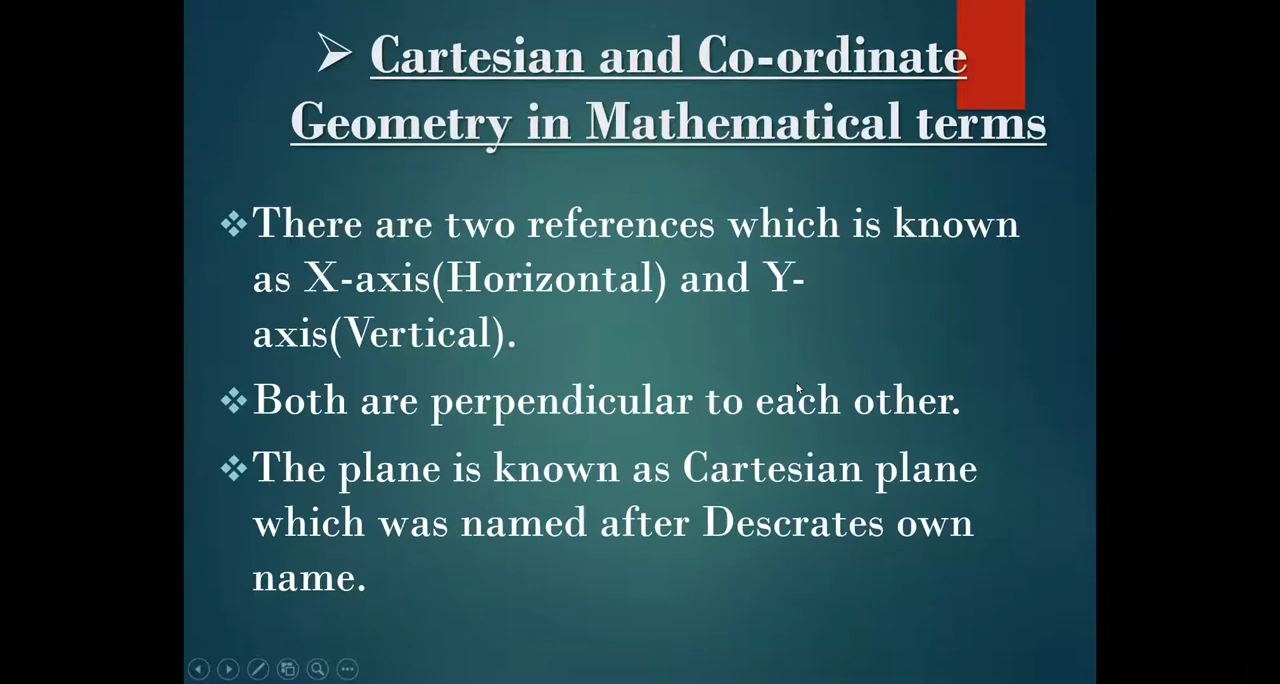 Cartesian and Co-ordinate
Geometry in Mathematical terms
There are two references which is known
as X-axis(Horizontal) and Y-
axis(Vertical).
Both are perpendicular to each other.
The plane is known as Cartesian plane
which was named after Descrates own
name.